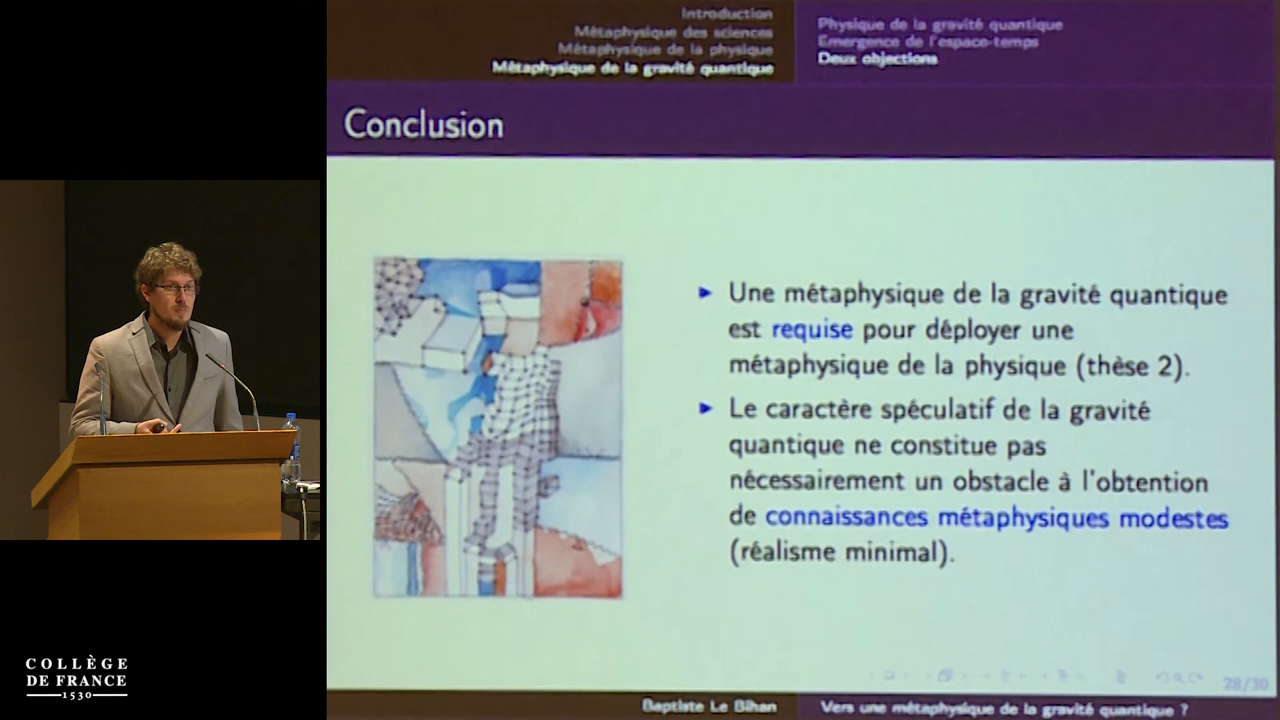 Introduction
Métaphysique des sciences
Métaphysique de la physique
Métaphysique de la gravité quantique
Physique de la gravité quantique
Emergence de l'espace-temps
Deux objections
Conclusion
► Une métaphysique de la gravité quantique
est requise pour déployer une
métaphysique de la physique (thèse 2).
► Le caractère spéculatif de la gravité
quantique ne constitue pas
nécessairement un obstacle à l'obtention
de connaissances métaphysiques modestes
(réalisme minimal).
28/30
Baptiste Le Bihan
Vers une métaphysique de la gravité quantique ?
COLLÈGE
DE FRANCE
1530